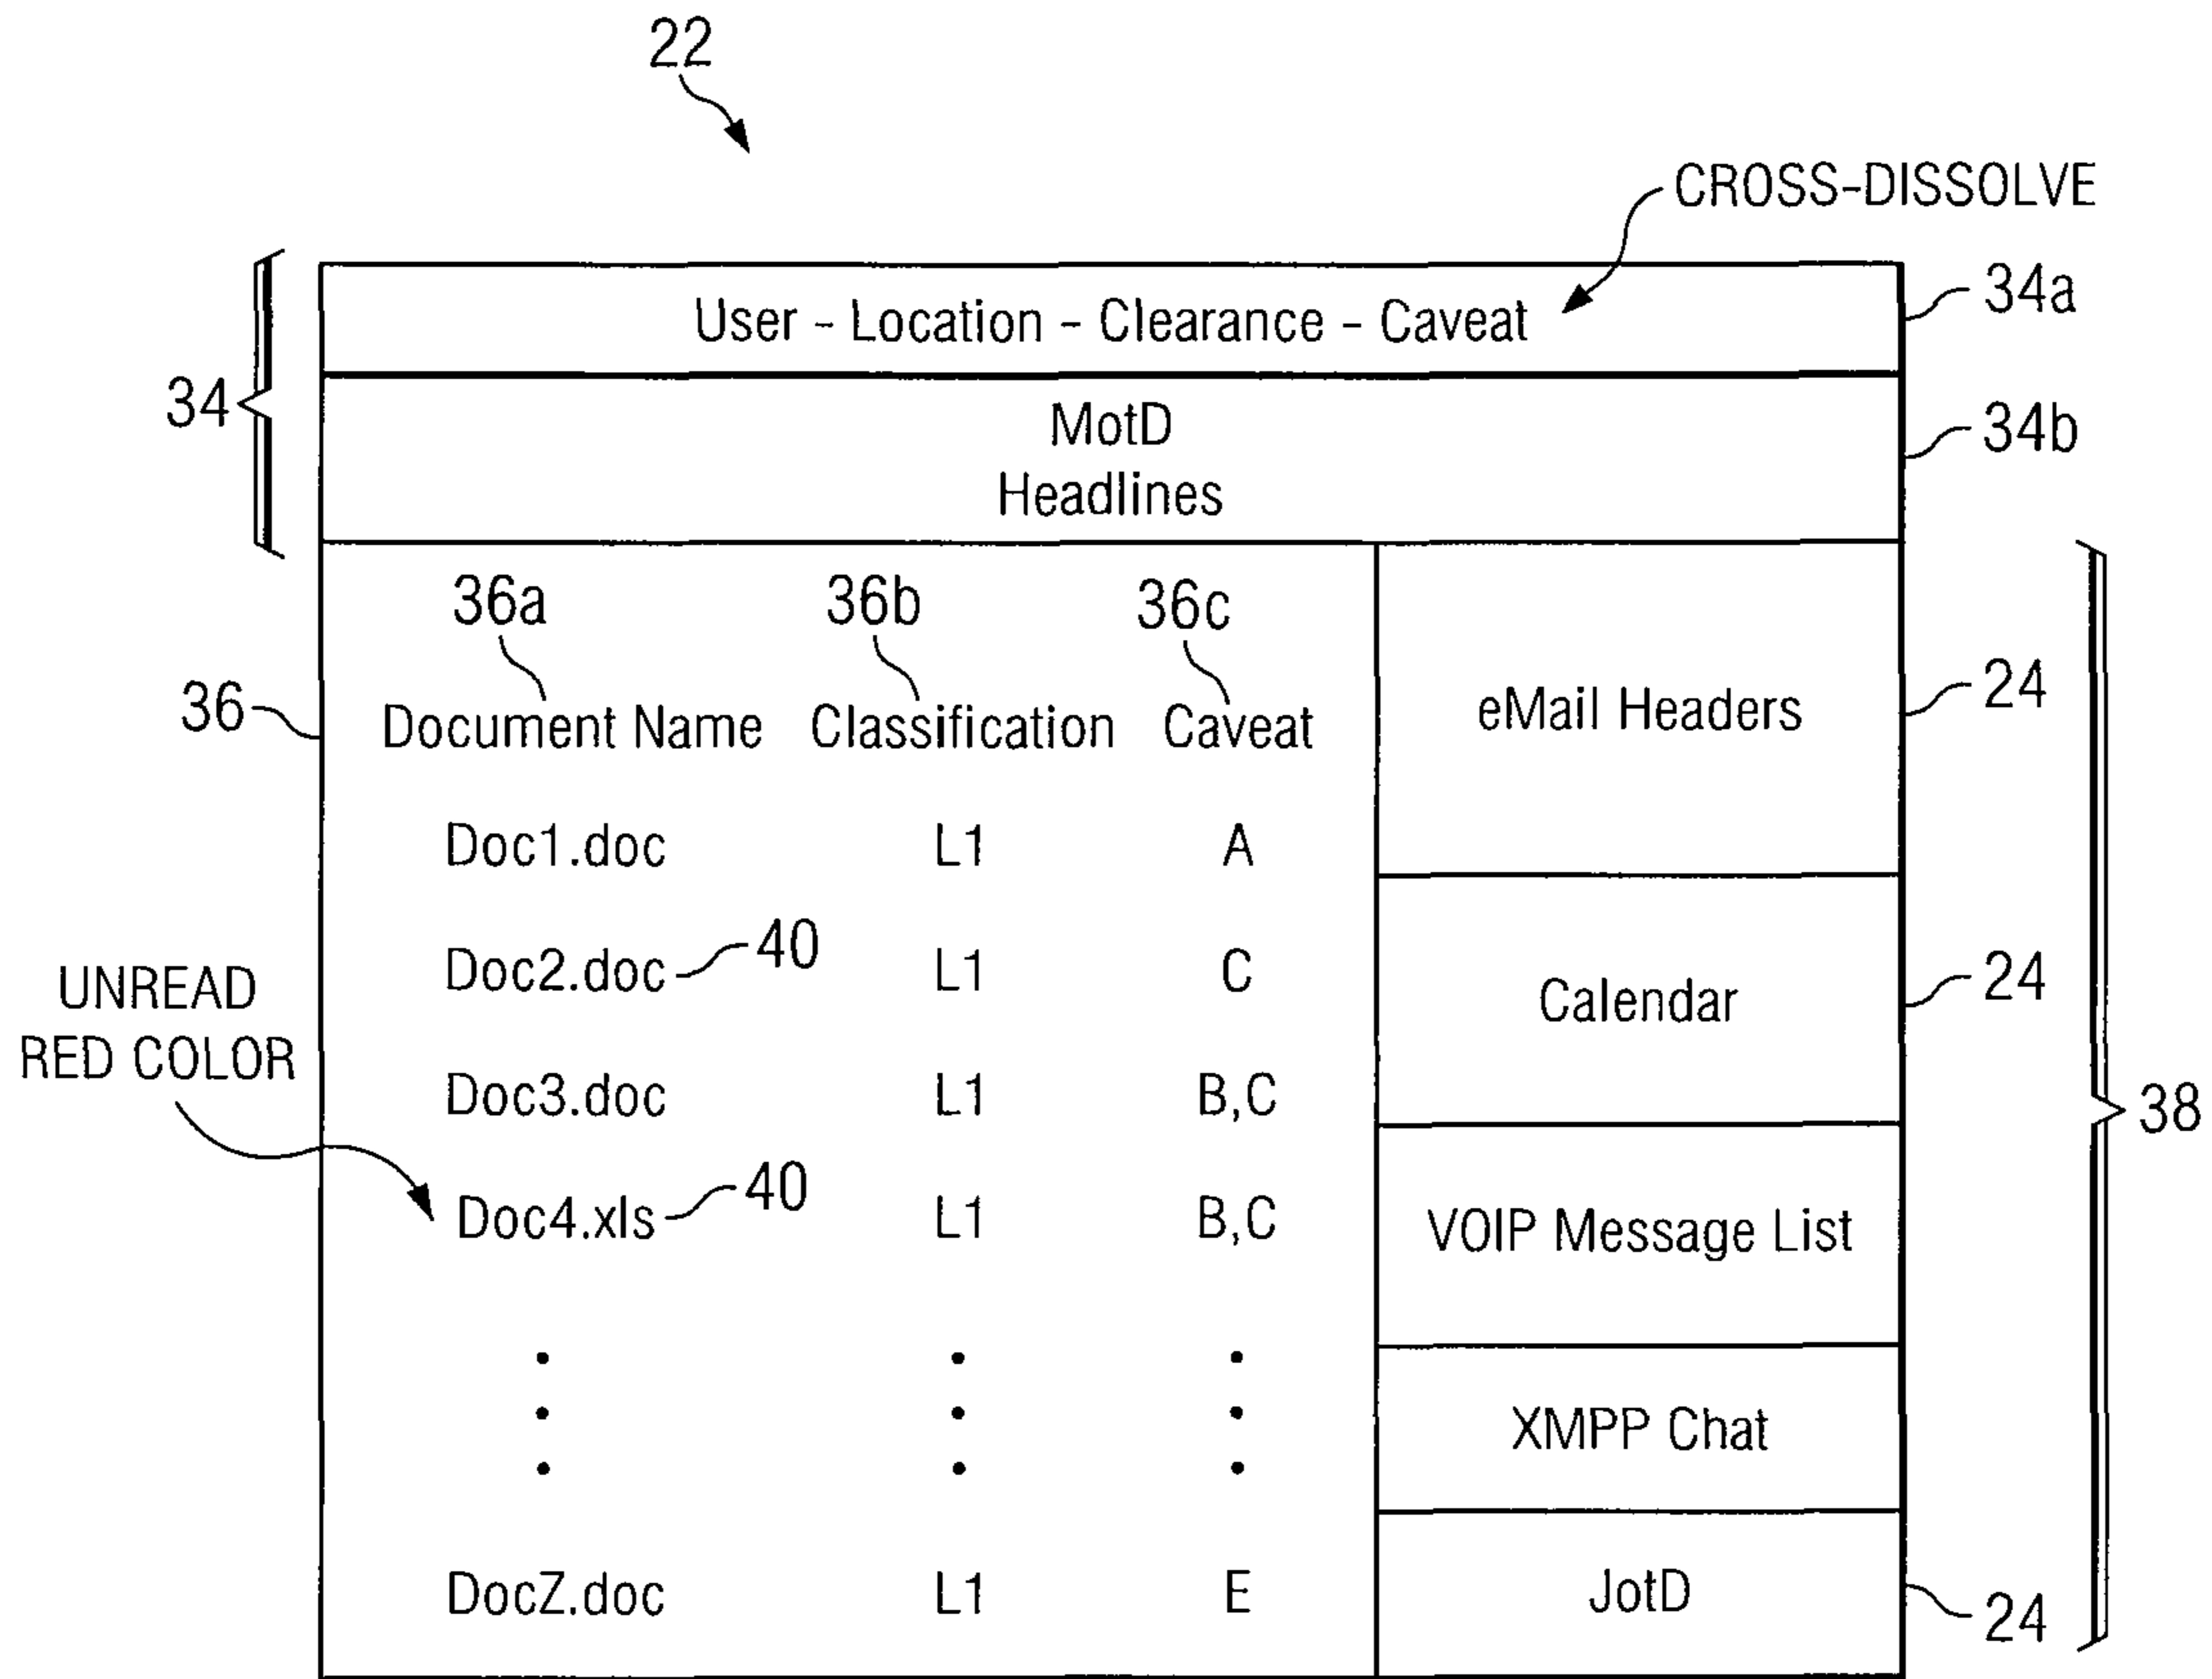 22
CROSS-DISSOLVE
User - Location - Clearance - Caveat
34a
34
MotD
Headlines
34b
36a 36b 36c
36
Document Name Classification Caveat
eMail Headers
24
Doc1.doc L1 A
Doc2.doc 40 L1 C
Calendar
24
UNREAD
RED COLOR
Doc3.doc L1 B,C
38
Doc4.xls 40 L1 B,C
VOIP Message List
XMPP Chat
DocZ.doc L1 E
JotD
24